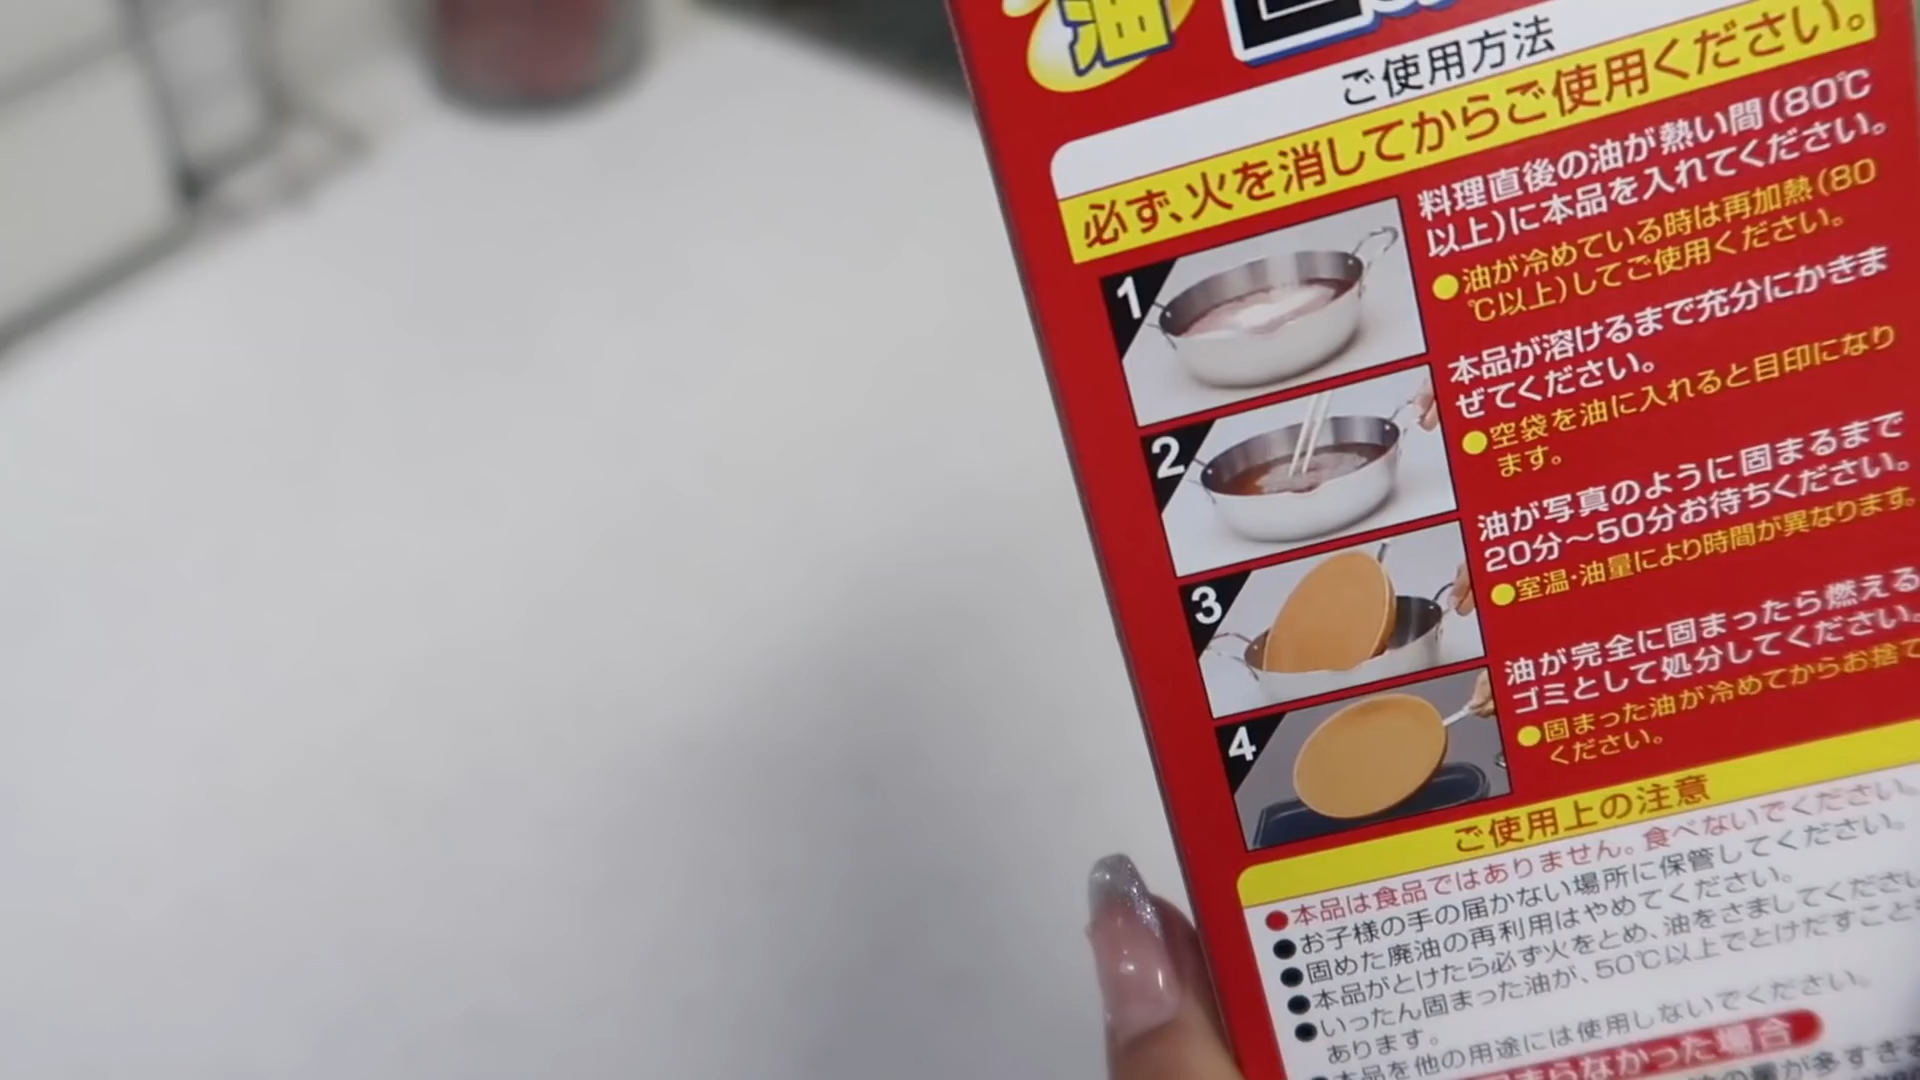 油
ご使用方法
必ず、火を消してからご使用ください。
1
料理直後の油が熱い間(80℃
以上)に本品を入れてください。
●油が冷めている時は再加熱(80
℃以上)してご使用ください。
2
本品が溶けるまで充分にかきま
ぜてください。
●空袋を油に入れると目印になり
ます。
3
油が写真のように固まるまで
20分〜50分お待ちください。
●室温・油量により時間が異なります。
4
油が完全に固まったら燃える
ゴミとして処分してください。
●固まった油が冷めてからお捨て
ください。
ご使用上の注意
●本品は食品ではありません。食べないでください。
●お子様の手の届かない場所に保管してください。
●固めた廃油の再利用はやめてください。
●本品がとけたら必ず火をとめ、油をさましてください
●いったん固まった油が、50℃以上でとけだすこと
あります。
●本品を他の用途には使用しないでください。
まらなかった場合
の量が多すぎ